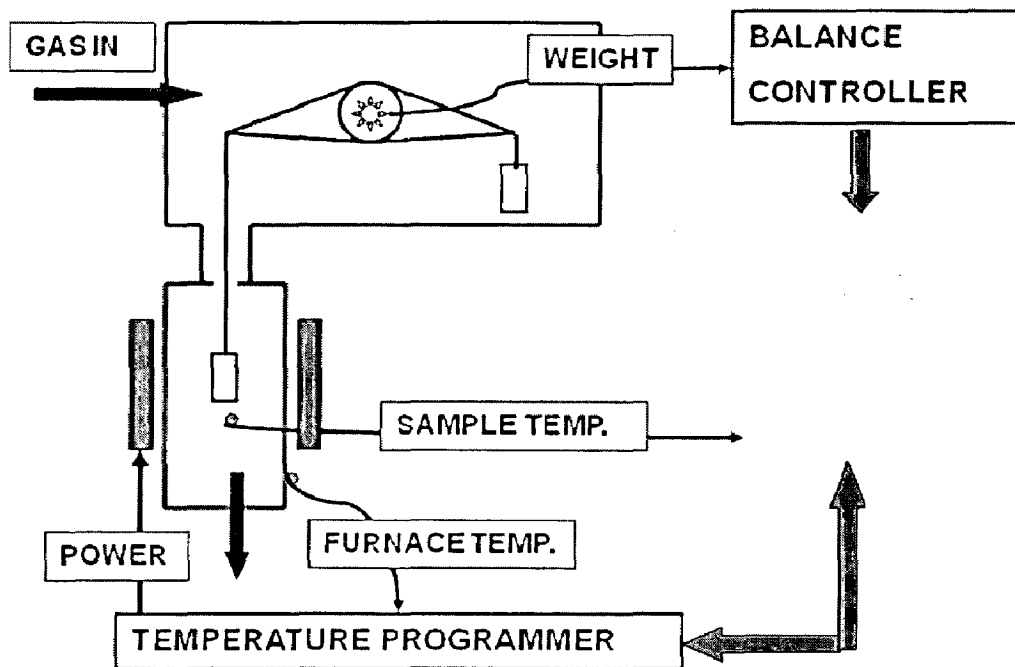 GAS IN
WEIGHT
BALANCE
CONTROLLER
SAMPLE TEMP.
FURNACE TEMP.
POWER
TEMPERATURE PROGRAMMER